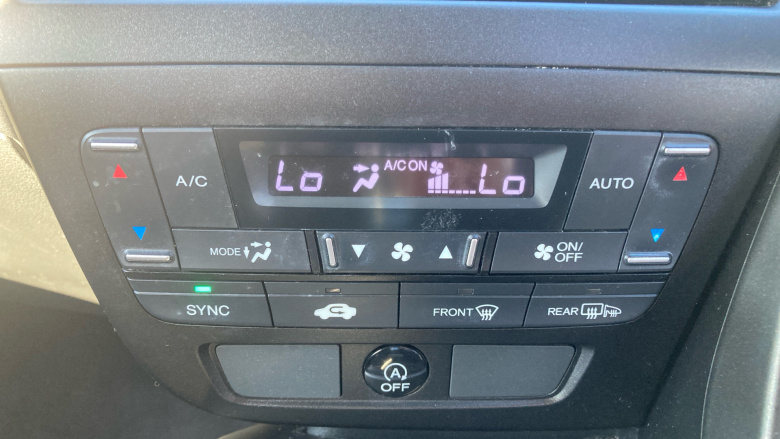 A/C ON
Lo Lo
A/C AUTO
MODE ON/
OFF
SYNC FRONT REAR
A
OFF